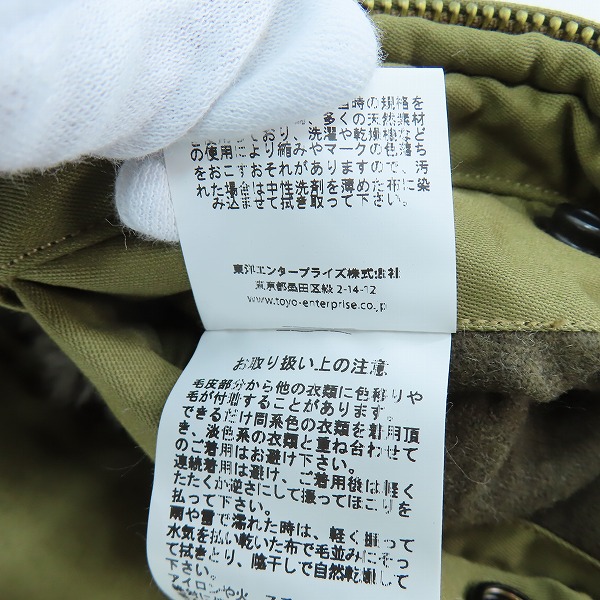 当時の規格を
、多くの天然素材
ており、洗濯や乾燥機など
の使用により縮みやマークの色落ち
をおこすおそれがありますので、汚
れた場合は中性洗剤を薄めた布に染
み込ませて拭き取って下さい。
東洋エンタープライズ株式会社
東京都墨田区緑 2-14-12
www.toyo-enterprise.co.jp
お取り扱い上の注意
毛皮部分から他の衣類に色移りや
毛が付着することがあります。
できるだけ同系色の衣類を着用頂
き、淡色系の衣類と重ね合わせて
のご着用はお避け下さい。
連続着用は避け、ご着用後は軽く
たたくか逆さにして振ってほこりを
払って下さい。
雨や雪で濡れた時は、軽く振って
水気を払い乾いた布で毛並みにそっ
て拭きとり、陰干しで自然乾燥して
下さい。
アイロンや火